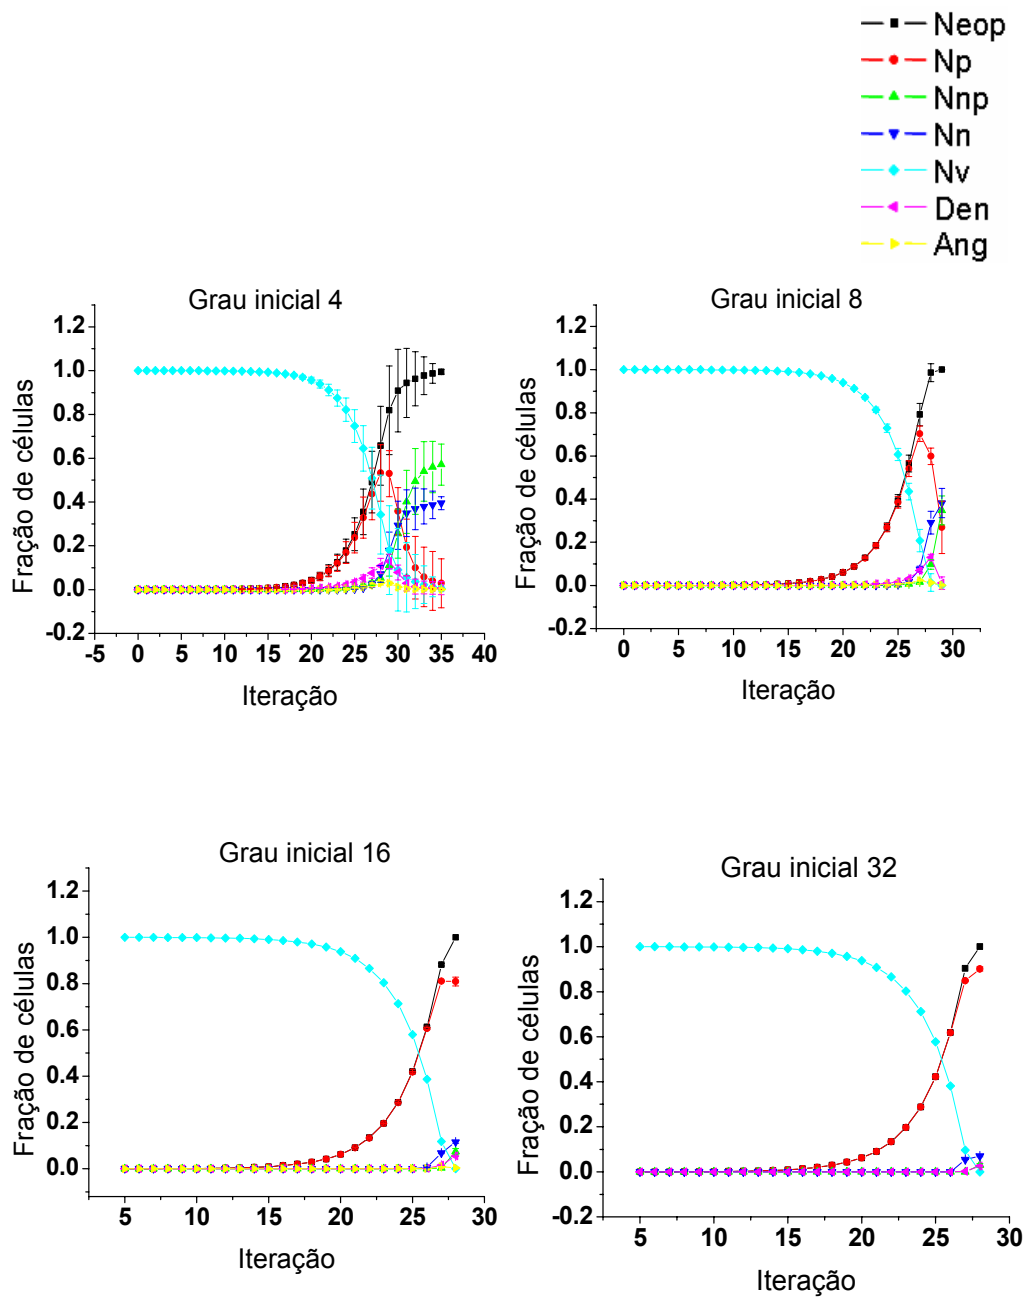 Neop
Np
Nnp
Nn
Nv
Den
Ang
Grau inicial 4
1.2
1.0
0.8
0.6
0.4
0.2
0.0
-0.2
-5 0 5 10 15 20 25 30 35 40
Fração de células
Iteração
Grau inicial 8
1.2
1.0
0.8
0.6
0.4
0.2
0.0
-0.2
0 5 10 15 20 25 30
Fração de células
Iteração
Grau inicial 16
1.2
1.0
0.8
0.6
0.4
0.2
0.0
5 10 15 20 25 30
Fração de células
Iteração
Grau inicial 32
1.2
1.0
0.8
0.6
0.4
0.2
0.0
-0.2
5 10 15 20 25 30
Fração de células
Iteração